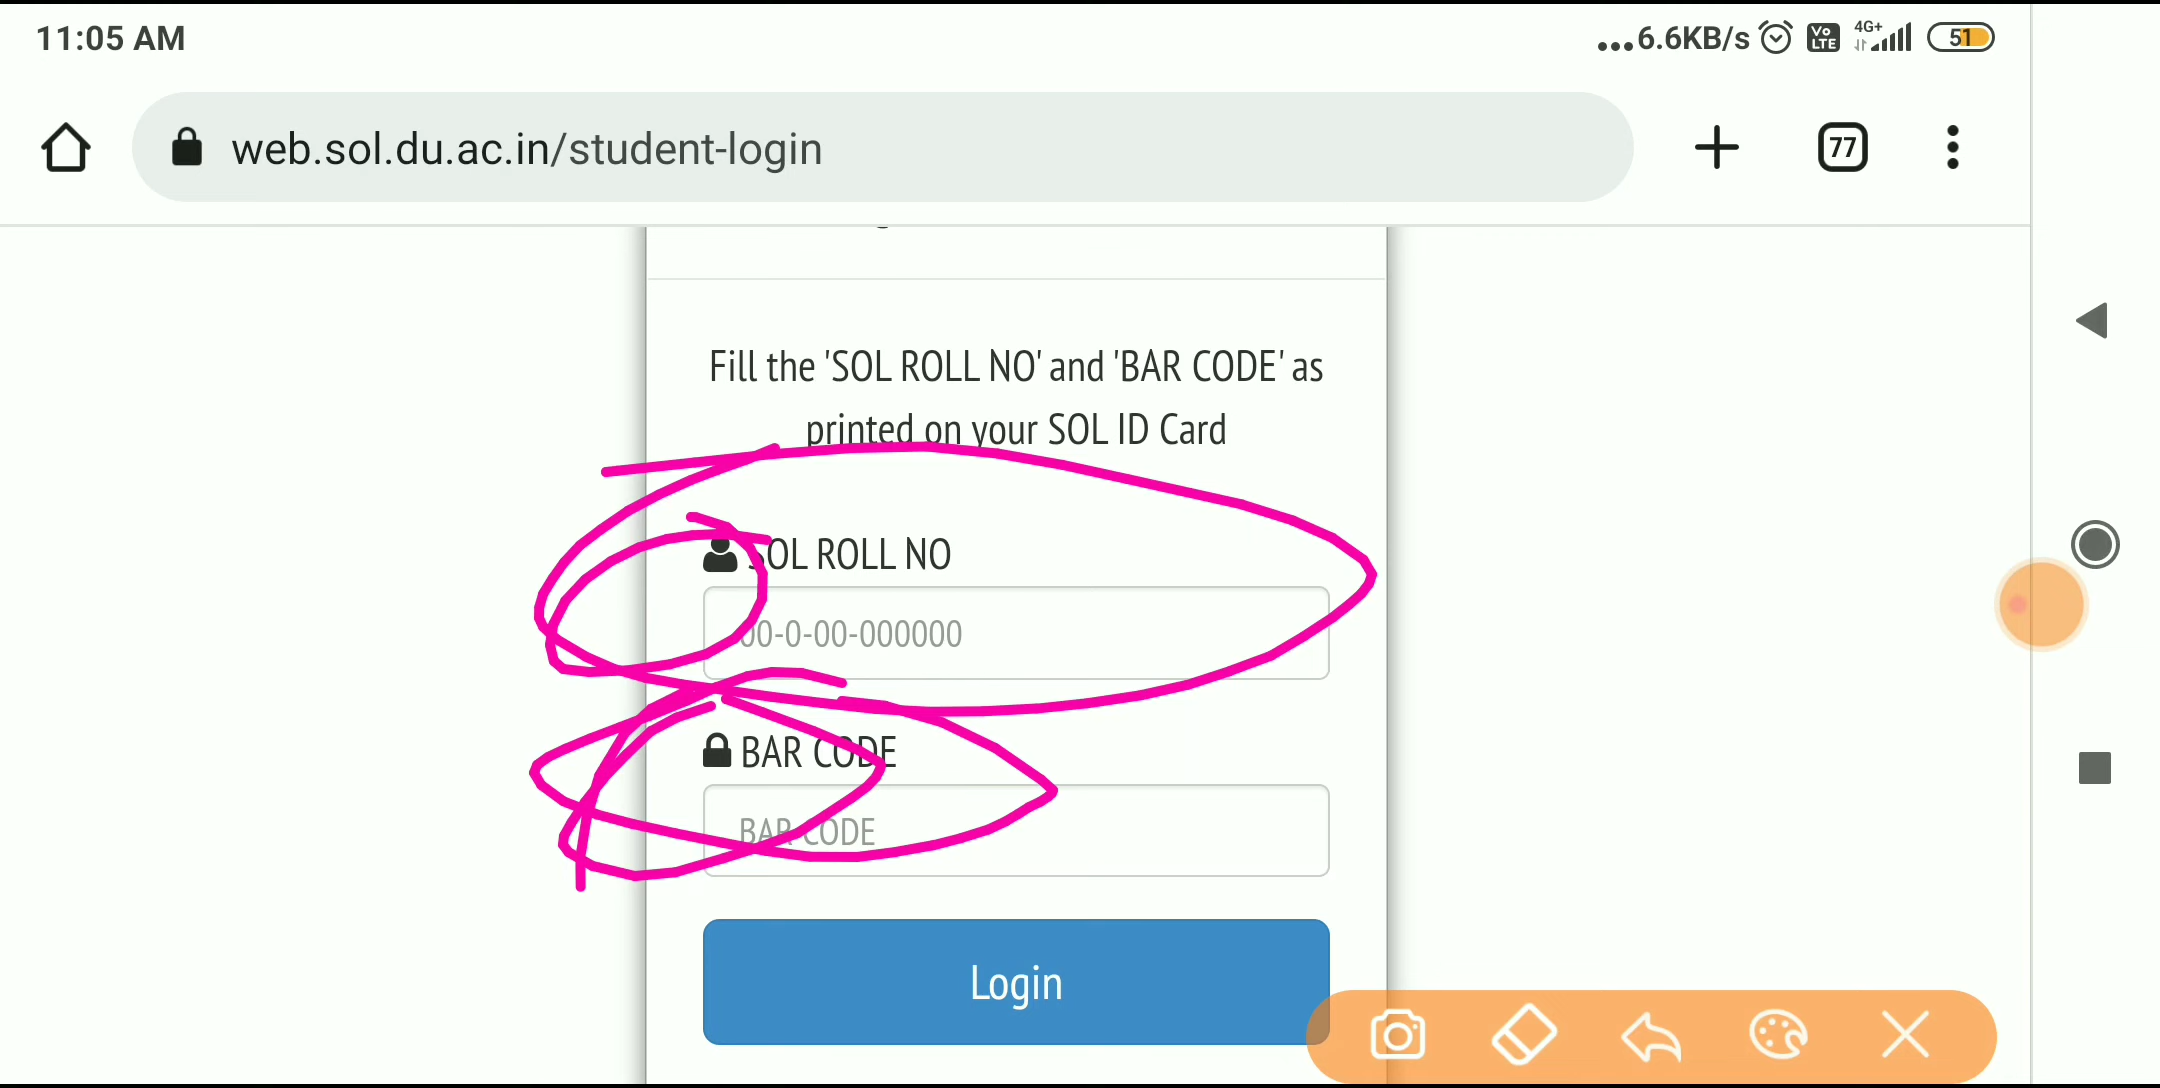 11:05 AM
...6.6KB/s Vo LTE 4G+ 51
web.sol.du.ac.in/student-login
77
Fill the 'SOL ROLL NO' and 'BAR CODE' as
printed on your SOL ID Card
SOL ROLL NO
00-0-00-000000
BAR CODE
BAR CODE
Login